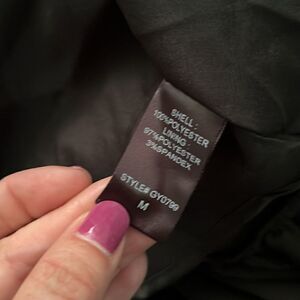 SHELL :
100%POLYESTER
LINING :
97%POLYESTER
3%SPANDEX
STYLE# GY0799
M